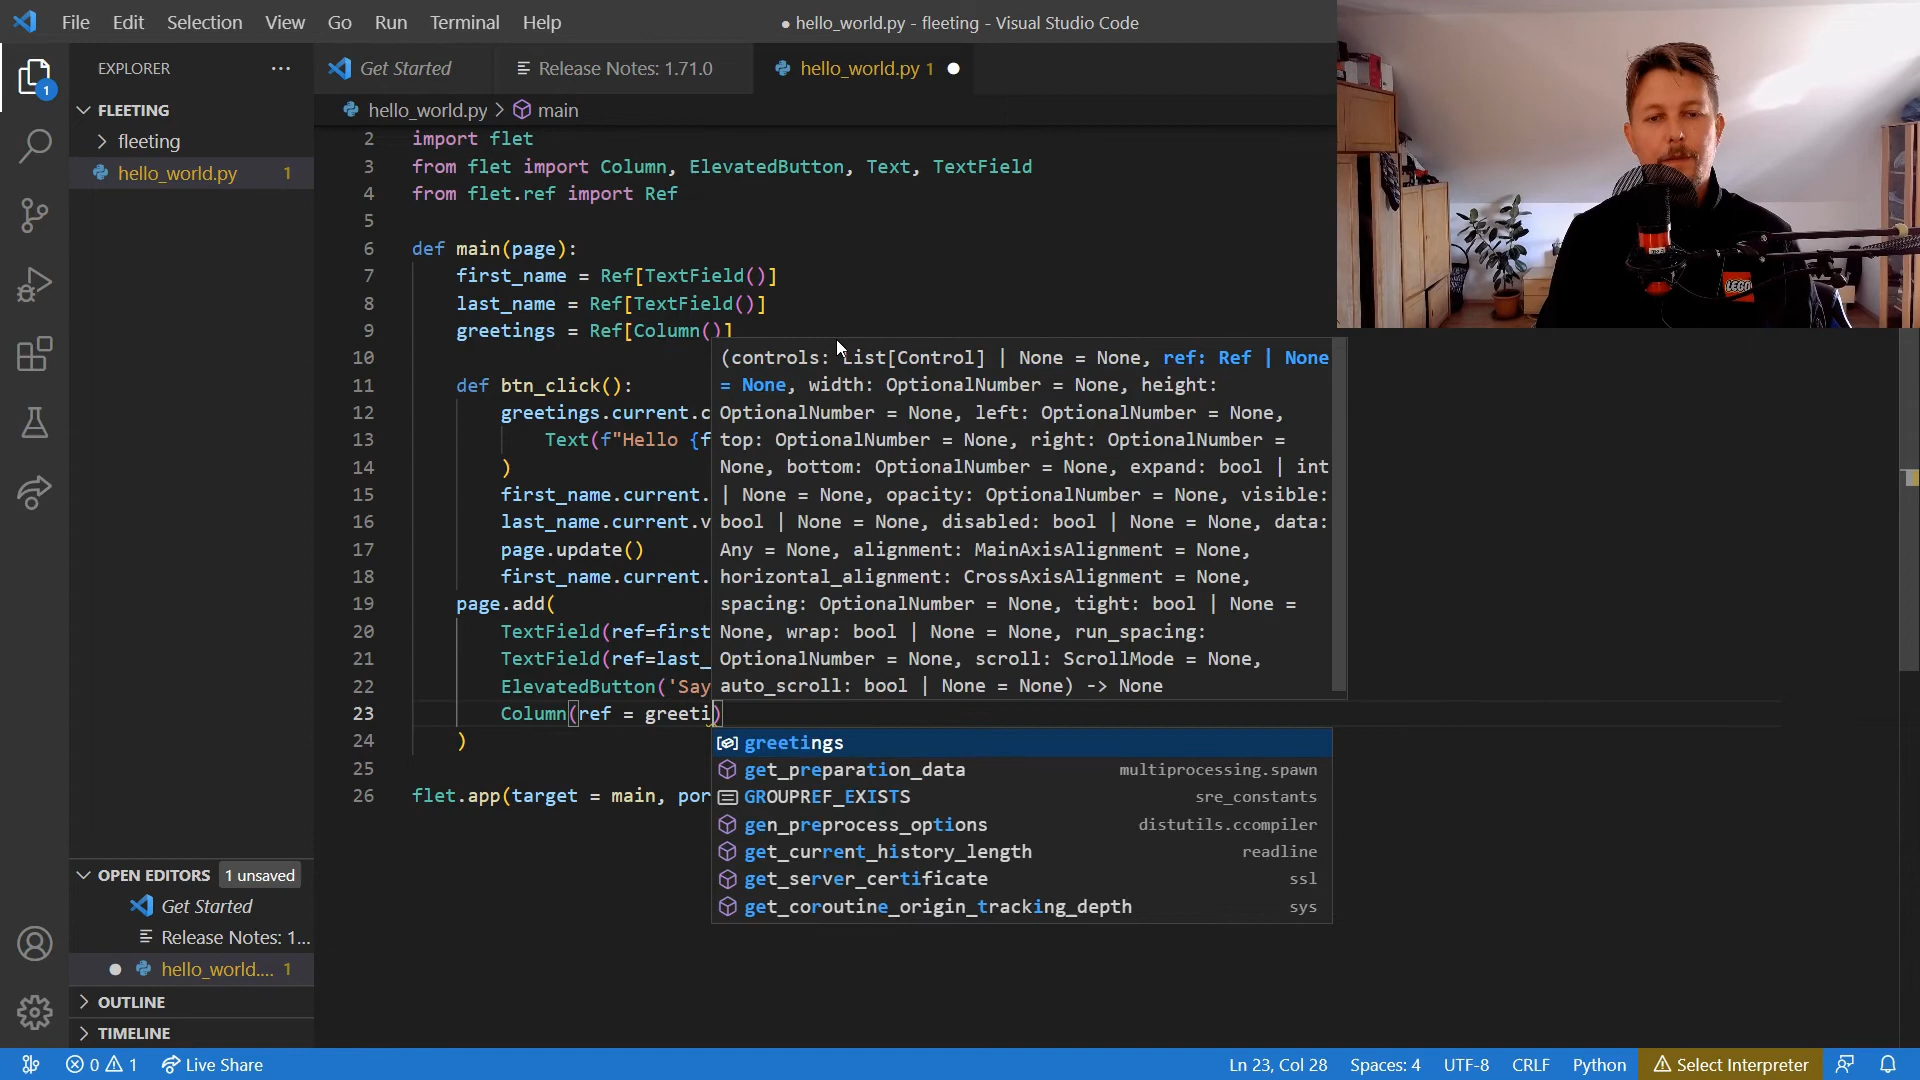 File Edit Selection View Go Run Terminal Help
● hello_world.py - fleeting - Visual Studio Code
EXPLORER ...
Get Started
Release Notes: 1.71.0
hello_world.py 1
FLEETING
fleeting
hello_world.py 1
hello_world.py > main
2 import flet
3 from flet import Column, ElevatedButton, Text, TextField
4 from flet.ref import Ref
5
6 def main(page):
7 first_name = Ref[TextField()]
8 last_name = Ref[TextField()]
9 greetings = Ref[Column()]
10
11 def btn_click():
12 greetings.current.c
13 Text(f"Hello {f
14 )
15 first_name.current.
16 last_name.current.v
17 page.update()
18 first_name.current.
19 page.add(
20 TextField(ref=first
21 TextField(ref=last_
22 ElevatedButton('Say
23 Column(ref = greeti)
24 )
25
26 flet.app(target = main, por
(controls: List[Control] | None = None, ref: Ref | None
= None, width: OptionalNumber = None, height:
OptionalNumber = None, left: OptionalNumber = None,
top: OptionalNumber = None, right: OptionalNumber =
None, bottom: OptionalNumber = None, expand: bool | int
| None = None, opacity: OptionalNumber = None, visible:
bool | None = None, disabled: bool | None = None, data:
Any = None, alignment: MainAxisAlignment = None,
horizontal_alignment: CrossAxisAlignment = None,
spacing: OptionalNumber = None, tight: bool | None =
None, wrap: bool | None = None, run_spacing:
OptionalNumber = None, scroll: ScrollMode = None,
auto_scroll: bool | None = None) -> None
greetings
get_preparation_data multiprocessing.spawn
GROUPREF_EXISTS sre_constants
gen_preprocess_options distutils.ccompiler
get_current_history_length readline
get_server_certificate ssl
get_coroutine_origin_tracking_depth sys
1
LEGO
OPEN EDITORS 1 unsaved
Get Started
Release Notes: 1...
hello_world.... 1
OUTLINE
TIMELINE
0 1 Live Share
Ln 23, Col 28 Spaces: 4 UTF-8 CRLF Python Select Interpreter